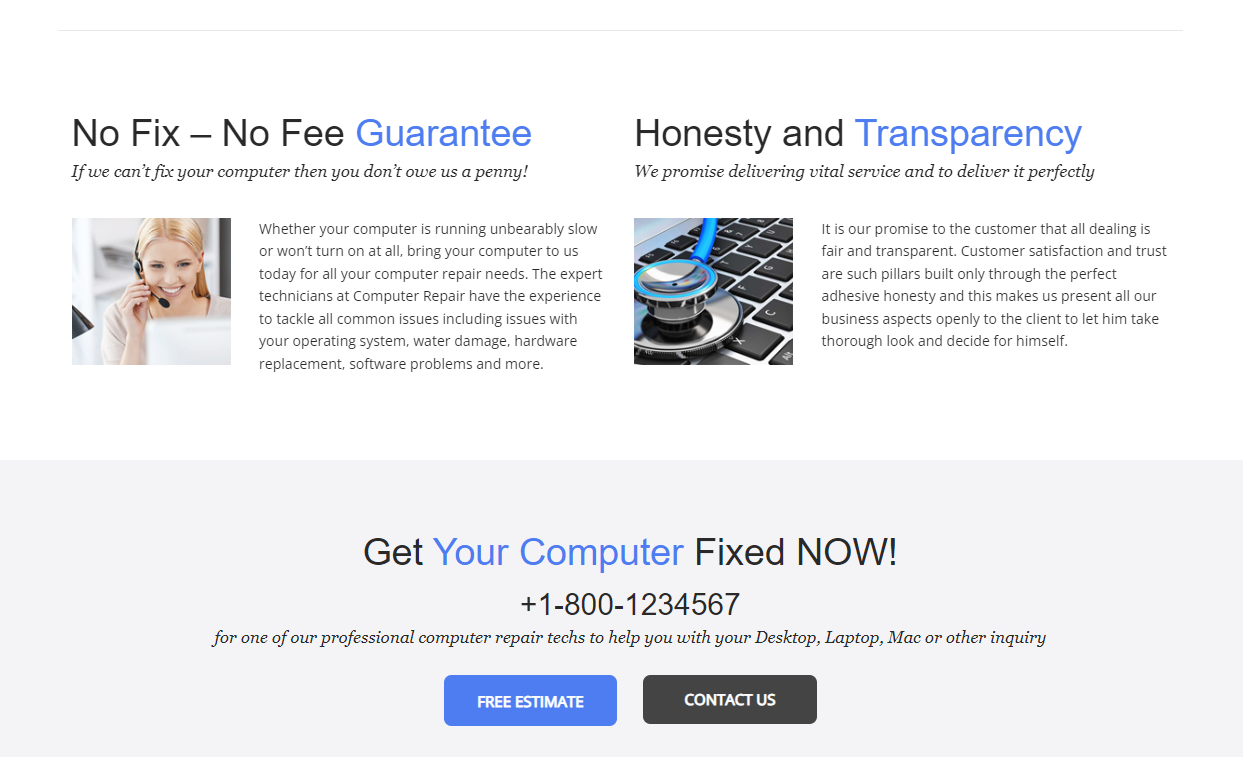 No Fix – No Fee Guarantee
If we can’t fix your computer then you don’t owe us a penny!
Whether your computer is running unbearably slow
or won’t turn on at all, bring your computer to us
today for all your computer repair needs. The expert
technicians at Computer Repair have the experience
to tackle all common issues including issues with
your operating system, water damage, hardware
replacement, software problems and more.
Honesty and Transparency
We promise delivering vital service and to deliver it perfectly
It is our promise to the customer that all dealing is
fair and transparent. Customer satisfaction and trust
are such pillars built only through the perfect
adhesive honesty and this makes us present all our
business aspects openly to the client to let him take
thorough look and decide for himself.
Get Your Computer Fixed NOW!
+1-800-1234567
for one of our professional computer repair techs to help you with your Desktop, Laptop, Mac or other inquiry
FREE ESTIMATE
CONTACT US